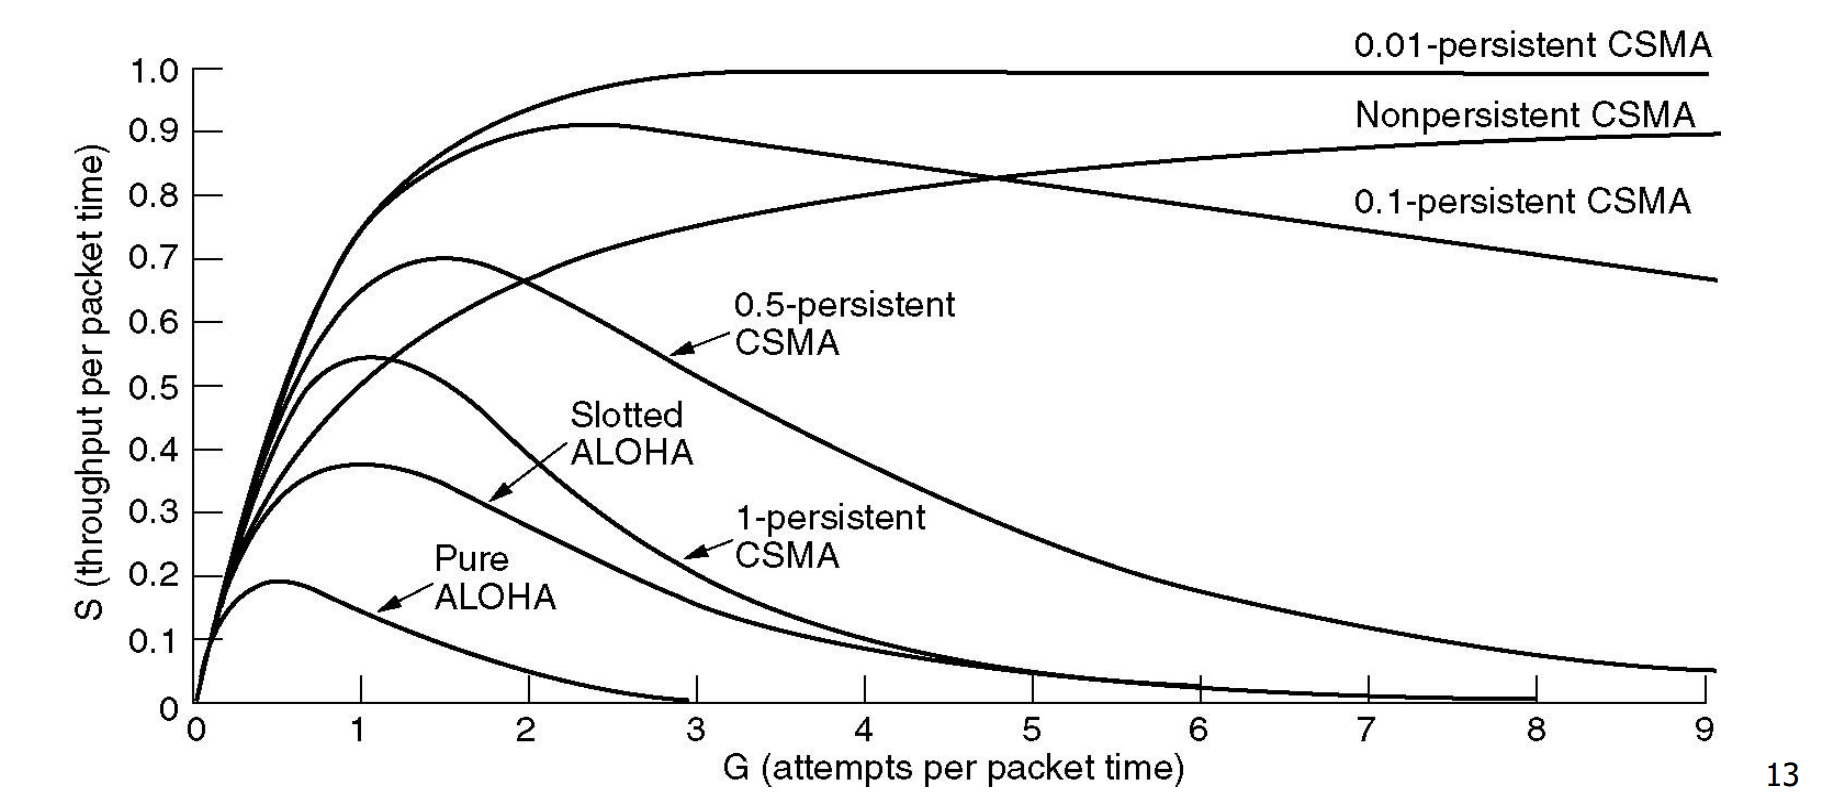 0.01-persistent CSMA
1.0
Nonpersistent CSMA
0.9
0.8
0.1-persistent CSMA
0.7
0.5-persistent
CSMA
0.6
0.5
Slotted
ALOHA
0.4
0.3
1-persistent
CSMA
Pure
ALOHA
0.2
0.1
0
S (throughput per packet time)
0 1 2 3 4 5 6 7 8 9
G (attempts per packet time)
13